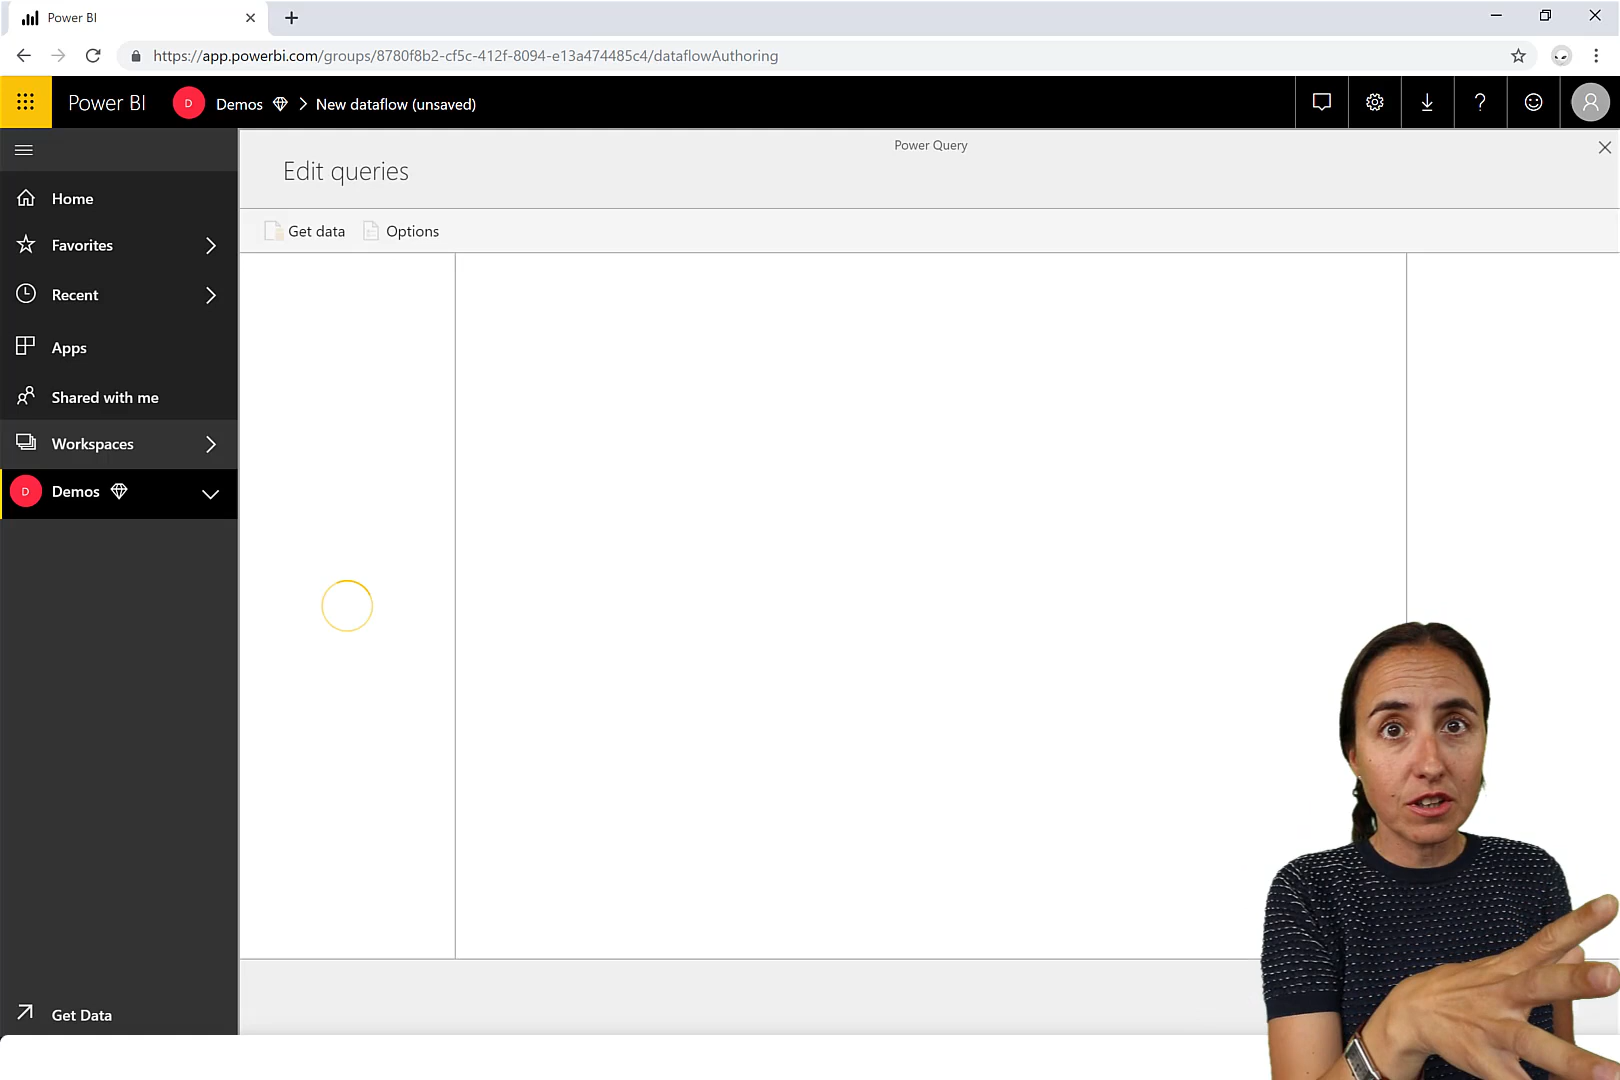 Power BI
https://app.powerbi.com/groups/8780f8b2-cf5c-412f-8094-e13a474485c4/dataflowAuthoring
Power BI D Demos > New dataflow (unsaved)
Power Query
Edit queries
Get data Options
Home
Favorites
Recent
Apps
Shared with me
Workspaces
D Demos
Get Data